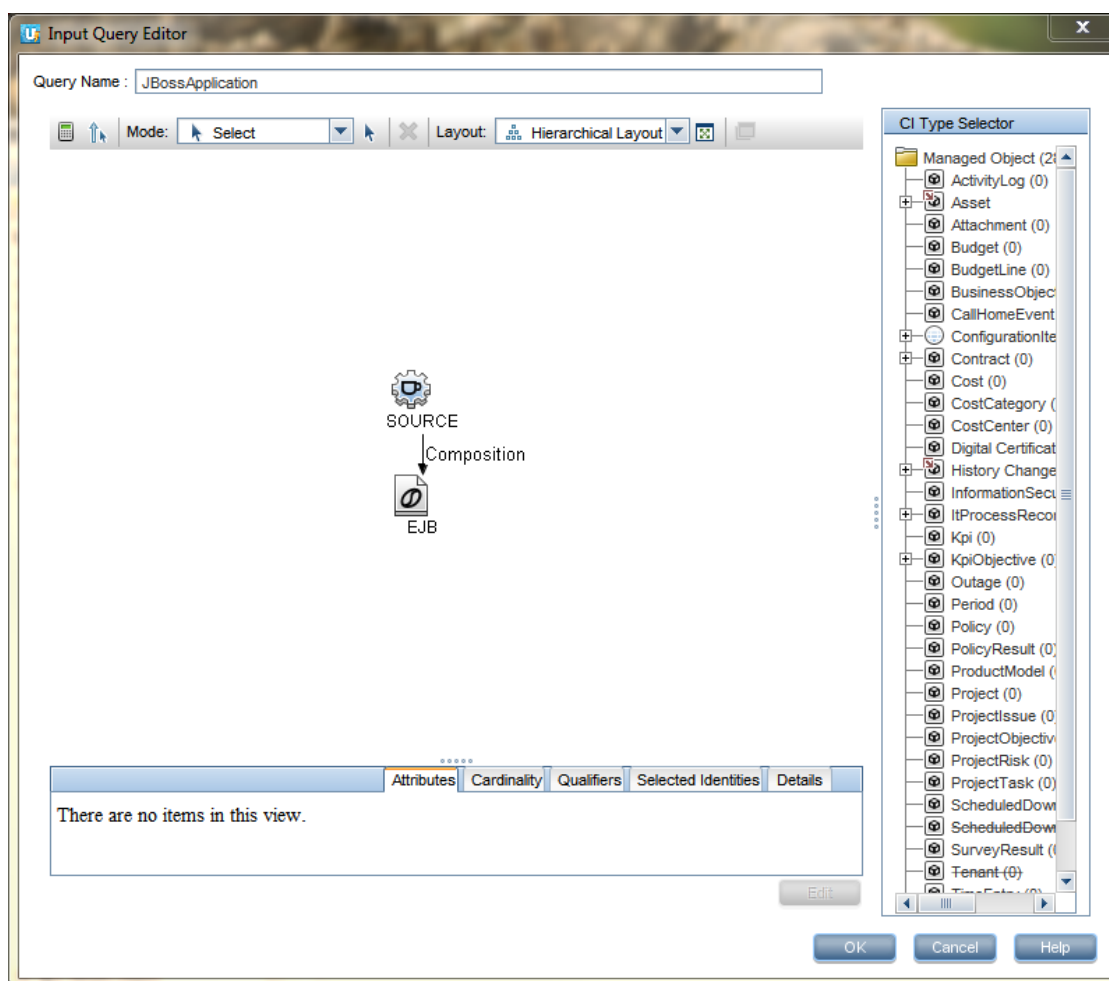 Input Query Editor
X
Query Name : JBossApplication
Mode: Select Layout: Hierarchical Layout
SOURCE
Composition
EJB
Attributes Cardinality Qualifiers Selected Identities Details
There are no items in this view.
Edit
CI Type Selector
Managed Object (28
ActivityLog (0)
Asset
Attachment (0)
Budget (0)
BudgetLine (0)
BusinessObjec
CallHomeEvent
ConfigurationIte
Contract (0)
Cost (0)
CostCategory (
CostCenter (0)
Digital Certificat
History Change
InformationSecu
ItProcessRecor
Kpi (0)
KpiObjective (0)
Outage (0)
Period (0)
Policy (0)
PolicyResult (0)
ProductModel (
Project (0)
ProjectIssue (0
ProjectObjectiv
ProjectRisk (0)
ProjectTask (0)
ScheduledDow
ScheduledDow
SurveyResult (
Tenant (0)
OK Cancel Help